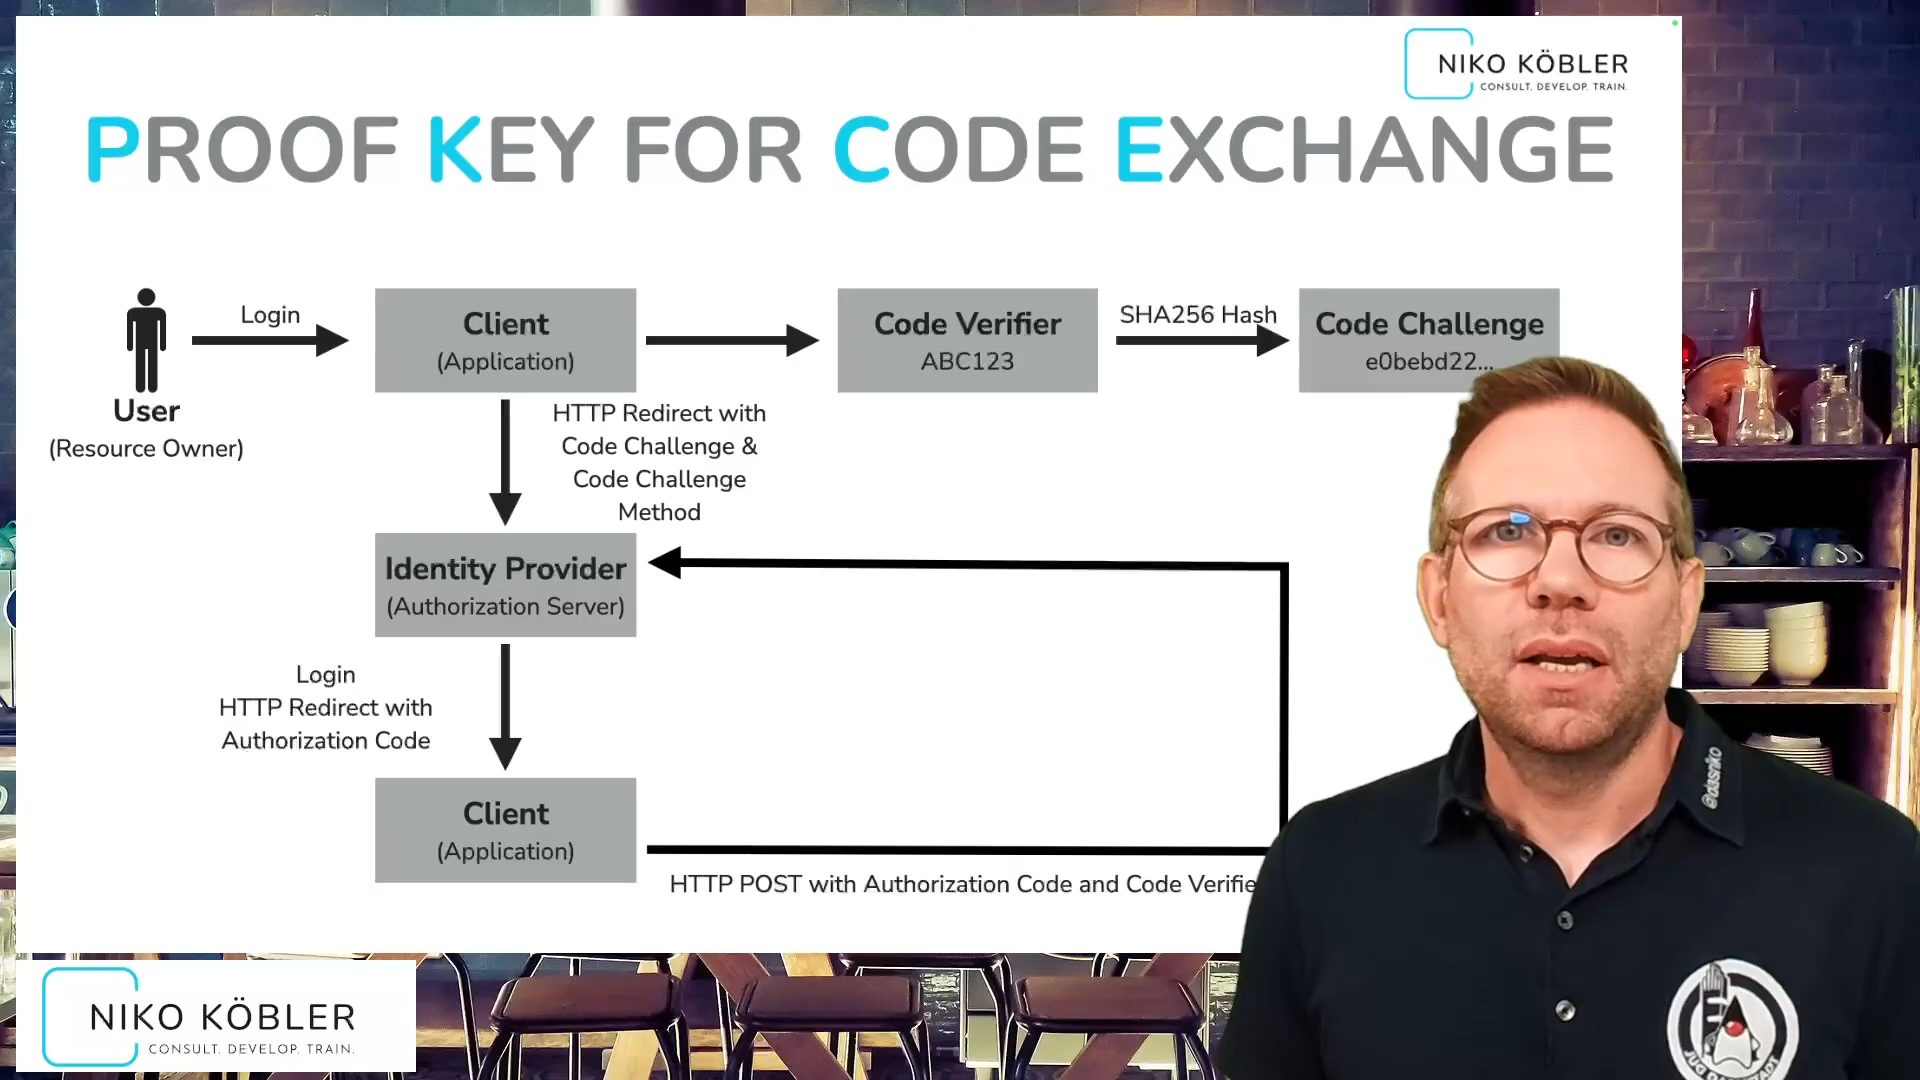 NIKO KÖBLER
CONSULT. DEVELOP. TRAIN.
PROOF KEY FOR CODE EXCHANGE
Login
Client
(Application)
Code Verifier
ABC123
SHA256 Hash
Code Challenge
e0bebd22...
User
(Resource Owner)
HTTP Redirect with
Code Challenge &
Code Challenge
Method
Identity Provider
(Authorization Server)
Login
HTTP Redirect with
Authorization Code
Client
(Application)
HTTP POST with Authorization Code and Code Verifie
@dasniko
NIKO KÖBLER
CONSULT. DEVELOP. TRAIN.